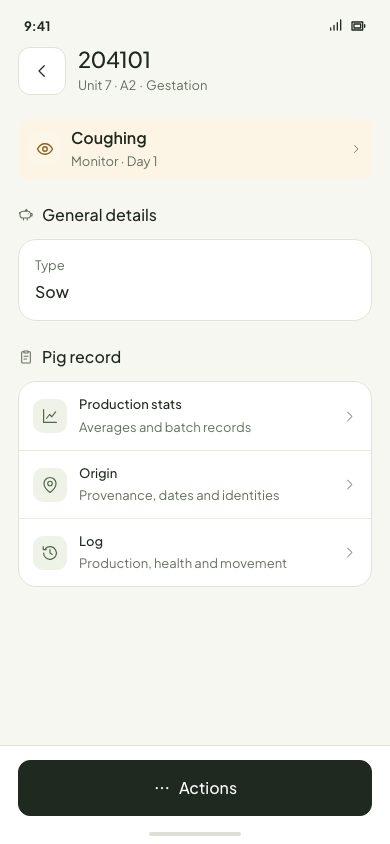 9:41
204101
Unit 7 · A2 · Gestation
Coughing
Monitor · Day 1
General details
Type
Sow
Pig record
Production stats
Averages and batch records
Origin
Provenance, dates and identities
Log
Production, health and movement
··· Actions